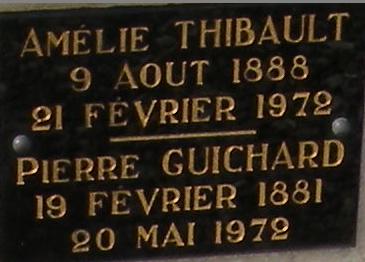 AMÉLIE THIBAULT
9 AOUT 1888
21 FÉVRIER 1972
PIERRE GUICHARD
19 FÉVRIER 1881
20 MAI 1972